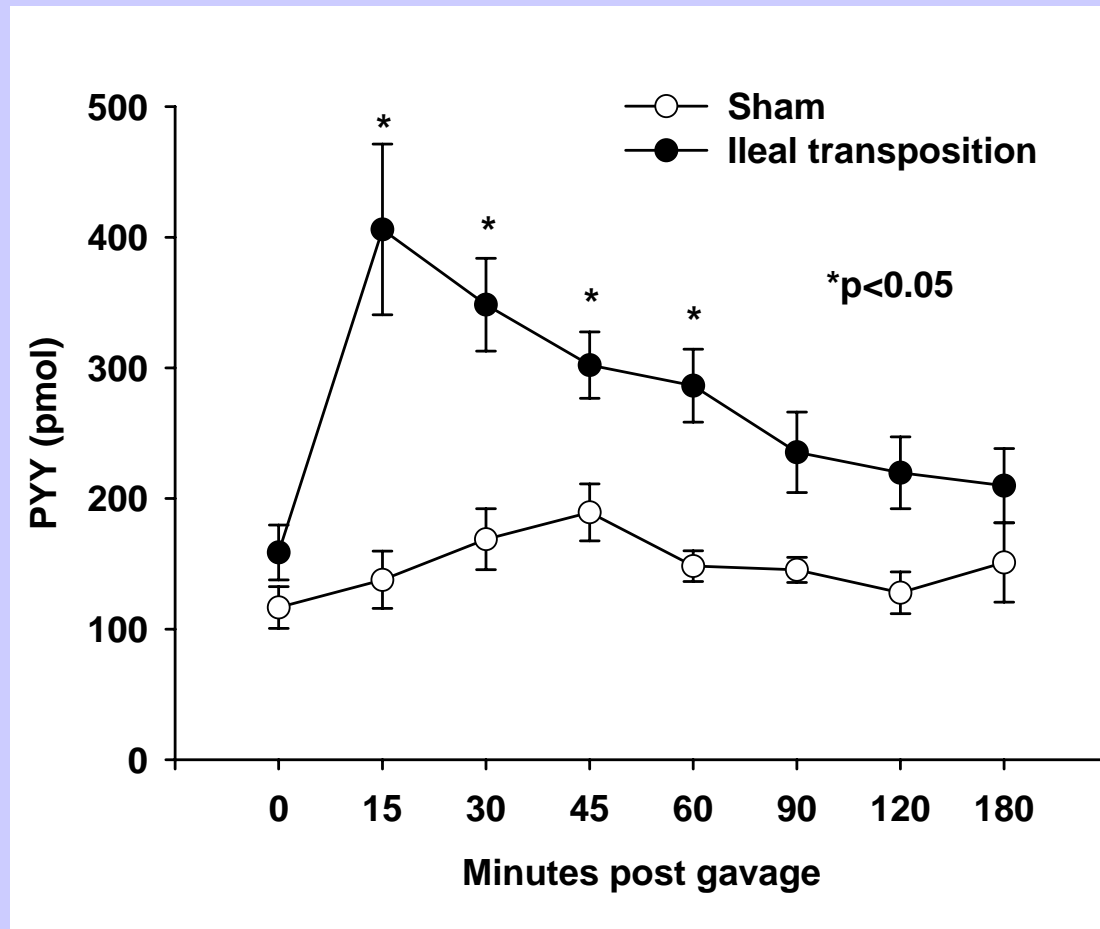 500
400
300
200
100
0
PYY (pmol)
Sham
Ileal transposition
*
*
*
*
*p<0.05
0 15 30 45 60 90 120 180
Minutes post gavage